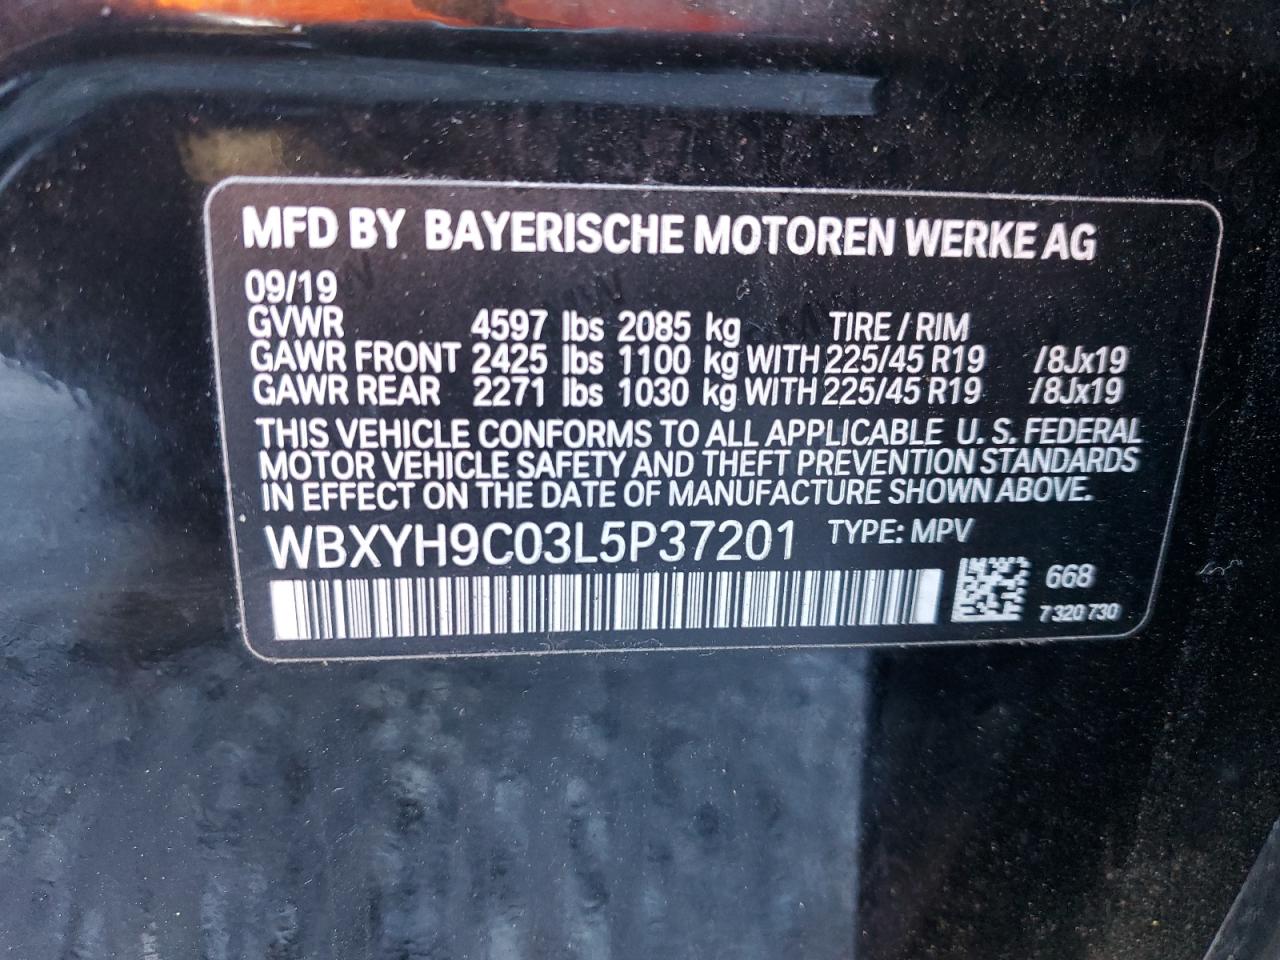 MFD BY BAYERISCHE MOTOREN WERKE AG
09/19
GVWR 4597 lbs 2085 kg TIRE / RIM
GAWR FRONT 2425 lbs 1100 kg WITH 225/45 R19 /8Jx19
GAWR REAR 2271 lbs 1030 kg WITH 225/45 R19 /8Jx19
THIS VEHICLE CONFORMS TO ALL APPLICABLE U. S. FEDERAL
MOTOR VEHICLE SAFETY AND THEFT PREVENTION STANDARDS
IN EFFECT ON THE DATE OF MANUFACTURE SHOWN ABOVE.
WBXYH9C03L5P37201 TYPE: MPV
668
7 320 730